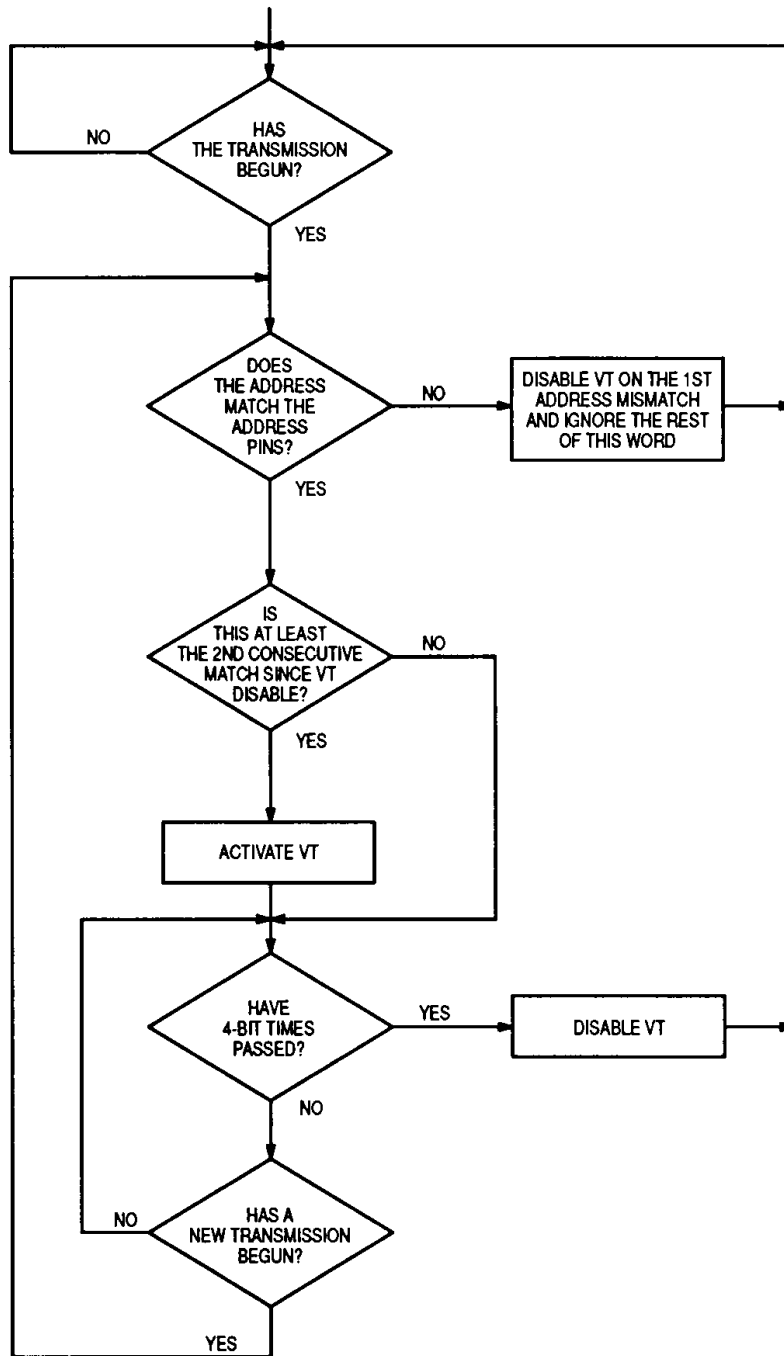 HAS
THE TRANSMISSION
BEGUN?
NO
YES
DOES
THE ADDRESS
MATCH THE
ADDRESS
PINS?
NO
DISABLE VT ON THE 1ST
ADDRESS MISMATCH
AND IGNORE THE REST
OF THIS WORD
YES
IS
THIS AT LEAST
THE 2ND CONSECUTIVE
MATCH SINCE VT
DISABLE?
NO
YES
ACTIVATE VT
HAVE
4-BIT TIMES
PASSED?
YES
DISABLE VT
NO
HAS A
NEW TRANSMISSION
BEGUN?
NO
YES